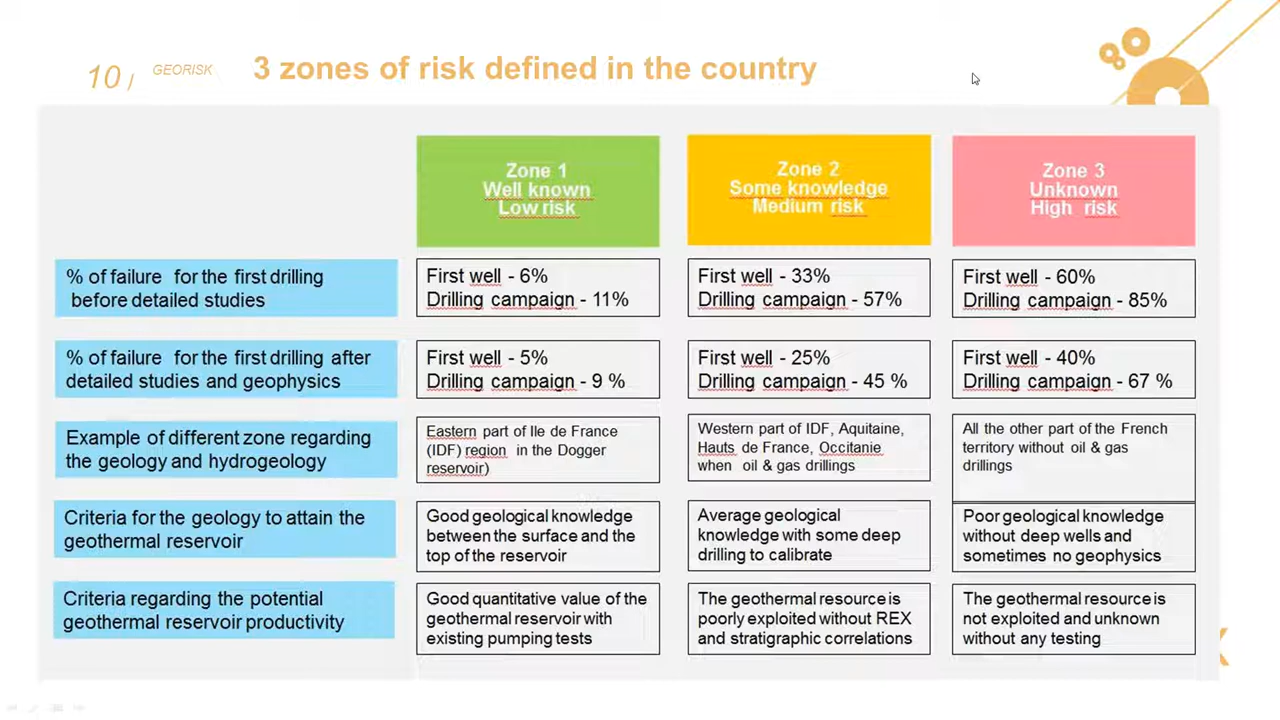 10 /
GEORISK
3 zones of risk defined in the country
Zone 1
Well known
Low risk
Zone 2
Some knowledge
Medium risk
Zone 3
Unknown
High risk
% of failure for the first drilling
before detailed studies
First well - 6%
Drilling campaign - 11%
First well - 33%
Drilling campaign - 57%
First well - 60%
Drilling campaign - 85%
% of failure for the first drilling after
detailed studies and geophysics
First well - 5%
Drilling campaign - 9 %
First well - 25%
Drilling campaign - 45 %
First well - 40%
Drilling campaign - 67 %
Example of different zone regarding
the geology and hydrogeology
Eastern part of Ile de France
(IDF) region in the Dogger
reservoir)
Western part of IDF, Aquitaine,
Hauts de France, Occitanie
when oil & gas drillings
All the other part of the French
territory without oil & gas
drillings
Criteria for the geology to attain the
geothermal reservoir
Good geological knowledge
between the surface and the
top of the reservoir
Average geological
knowledge with some deep
drilling to calibrate
Poor geological knowledge
without deep wells and
sometimes no geophysics
Criteria regarding the potential
geothermal reservoir productivity
Good quantitative value of the
geothermal reservoir with
existing pumping tests
The geothermal resource is
poorly exploited without REX
and stratigraphic correlations
The geothermal resource is
not exploited and unknown
without any testing